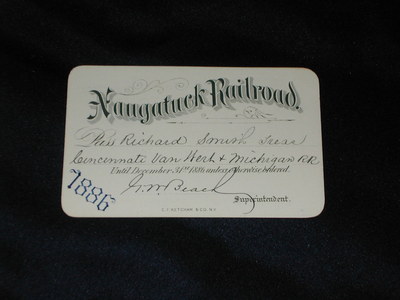 Naugatuck Railroad.
Pass Richard Smith Treas
Cincinnati Van Wert & Michigan RR
Until December 31st 1886 unless otherwise ordered.
1886
Superintendent.